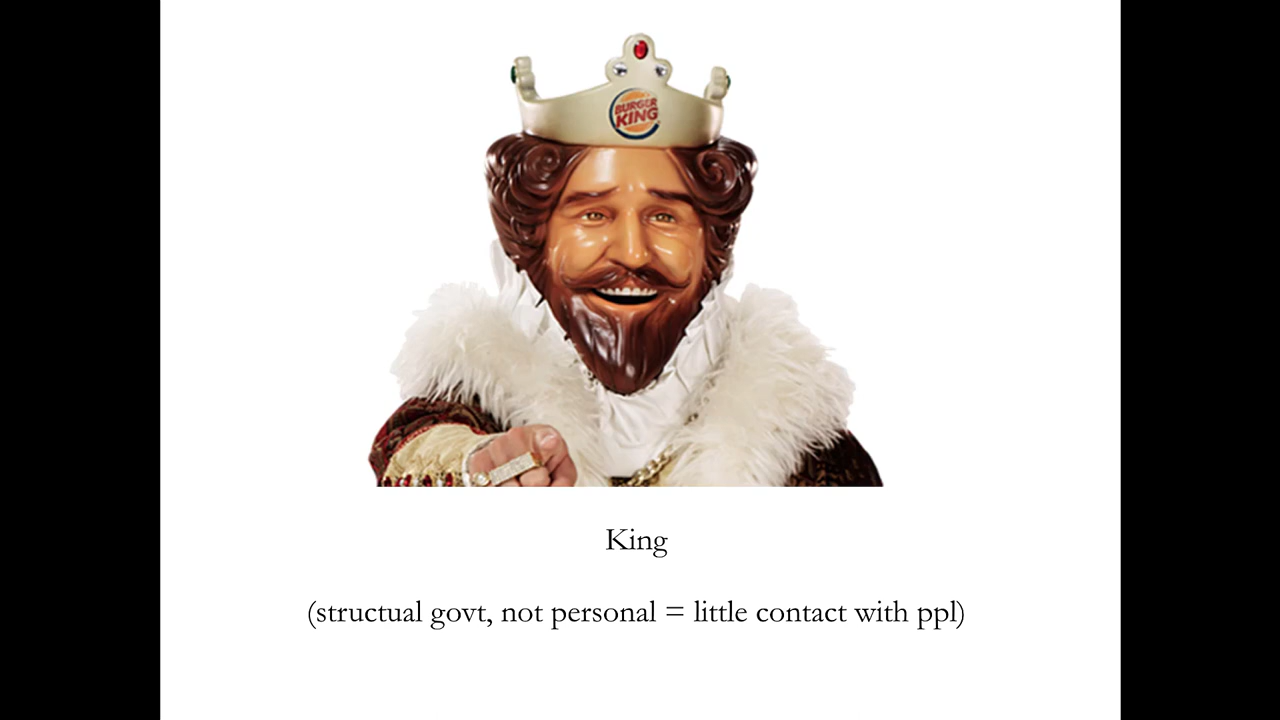 BURGER
KING
King
(structual govt, not personal = little contact with ppl)